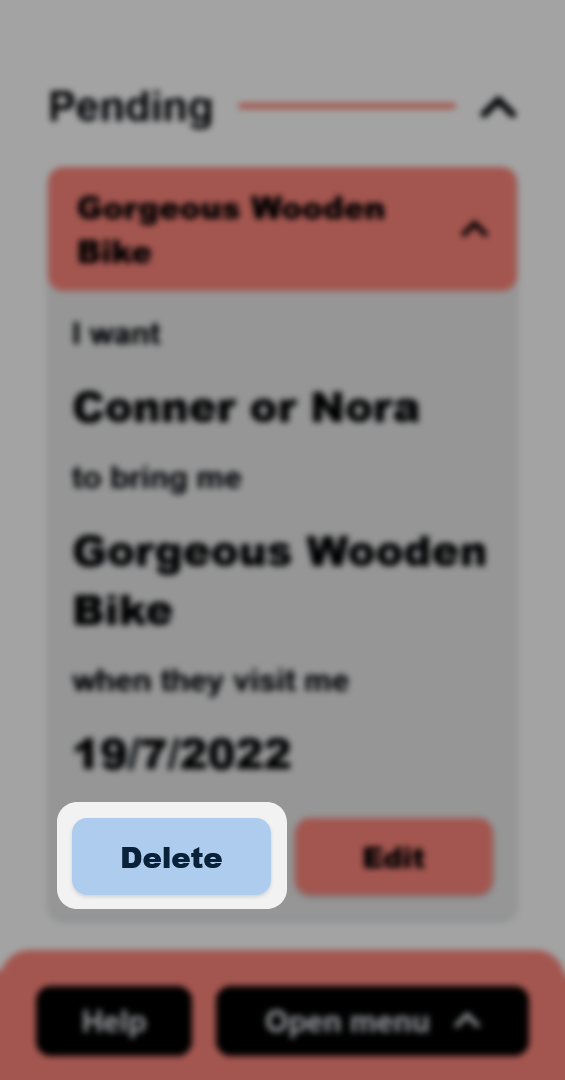 Pending
Gorgeous Wooden
Bike
I want
Conner or Nora
to bring me
Gorgeous Wooden
Bike
when they visit me
19/7/2022
Delete
Edit
Help
Open menu